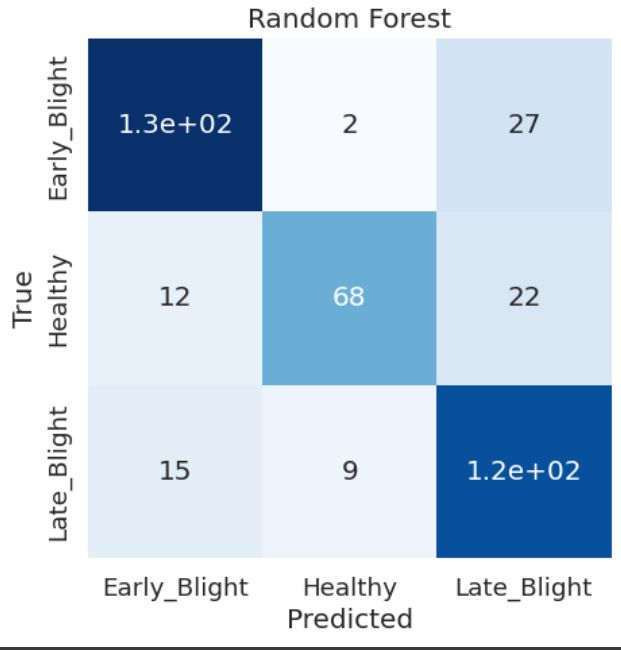 Random Forest
Early_Blight
1.3e+02 2 27
True
Healthy
12 68 22
Late_Blight
15 9 1.2e+02
Early_Blight Healthy Late_Blight
Predicted